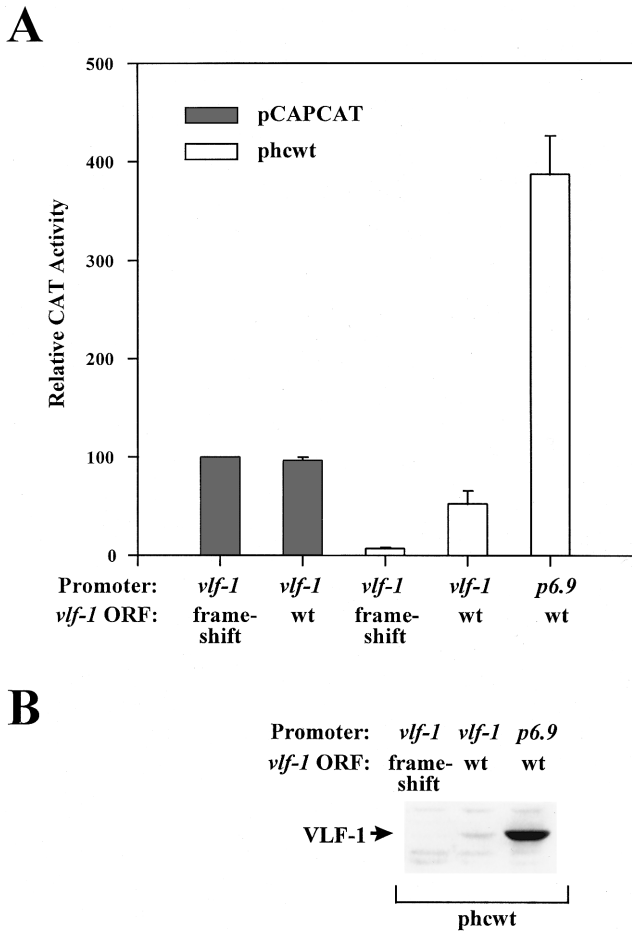 A
500
400
300
200
100
0
Relative CAT Activity
pCAPCAT
phcwt
Promoter: vlf-1 vlf-1 vlf-1 vlf-1 p6.9
vlf-1 ORF: frame-shift wt frame-shift wt wt
B
Promoter: vlf-1 vlf-1 p6.9
vlf-1 ORF: frame-shift wt wt
VLF-1
phcwt